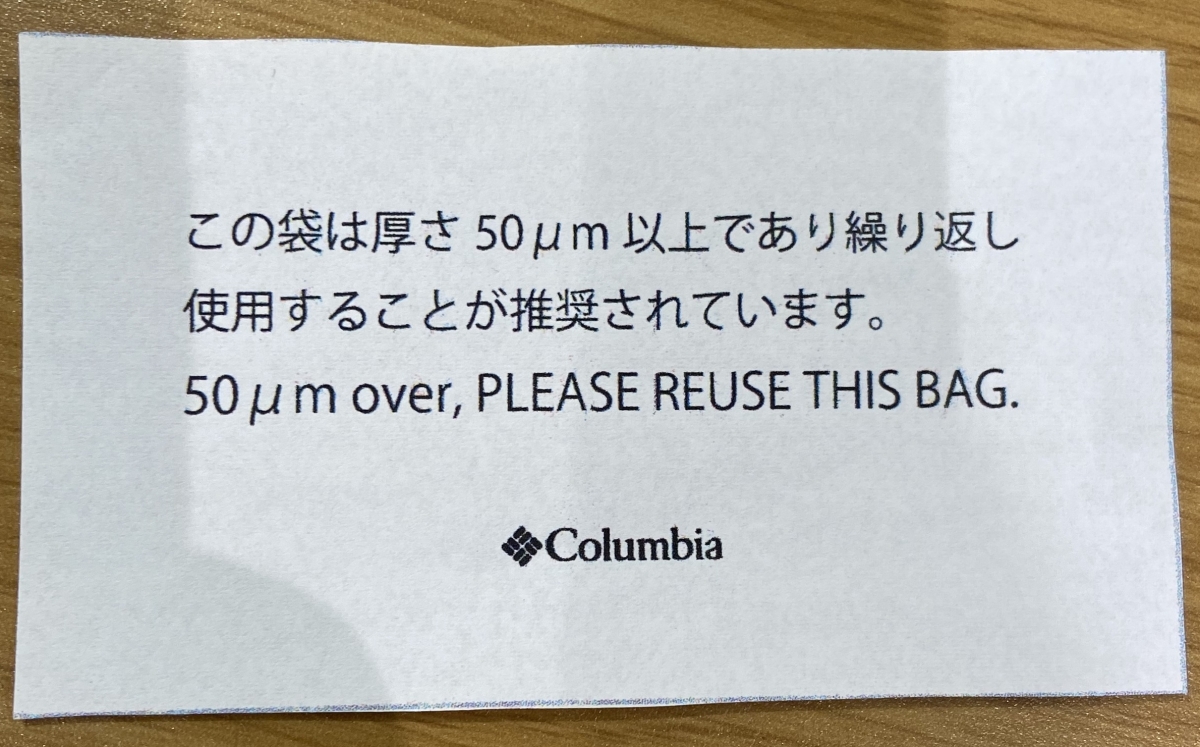 この袋は厚さ 50μm 以上であり繰り返し
使用することが推奨されています。
50μm over, PLEASE REUSE THIS BAG.
Columbia